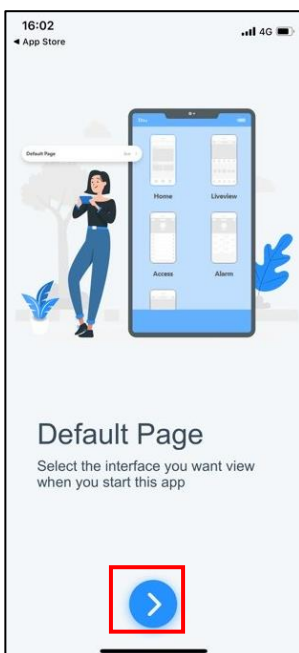 16:02
4G
◀ App Store
Default Page
Home
Liveview
Access
Alarm
Default Page
Select the interface you want view
when you start this app